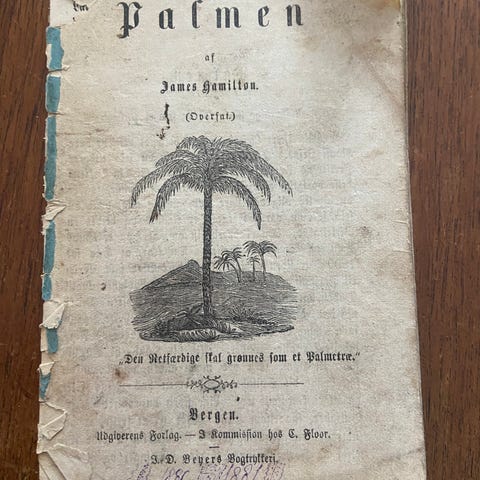 Palmen
af
James Hamilton.
(Oversat.)
„Den Retfærdige skal grønnes som et Palmetræ.“
Bergen.
Udgiverens Forlag. — I Kommission hos C. Floor.
J. D. Beyers Bogtrykkeri.